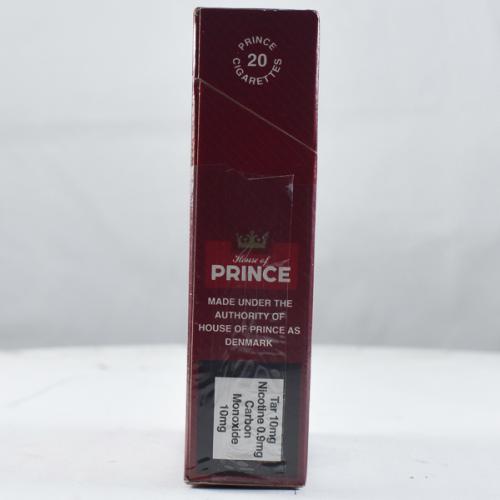 PRINCE
20
CIGARETTES
House of
PRINCE
MADE UNDER THE
AUTHORITY OF
HOUSE OF PRINCE AS
DENMARK
Tar 10mg
Nicotine 0.9mg
Carbon
Monoxide
10mg